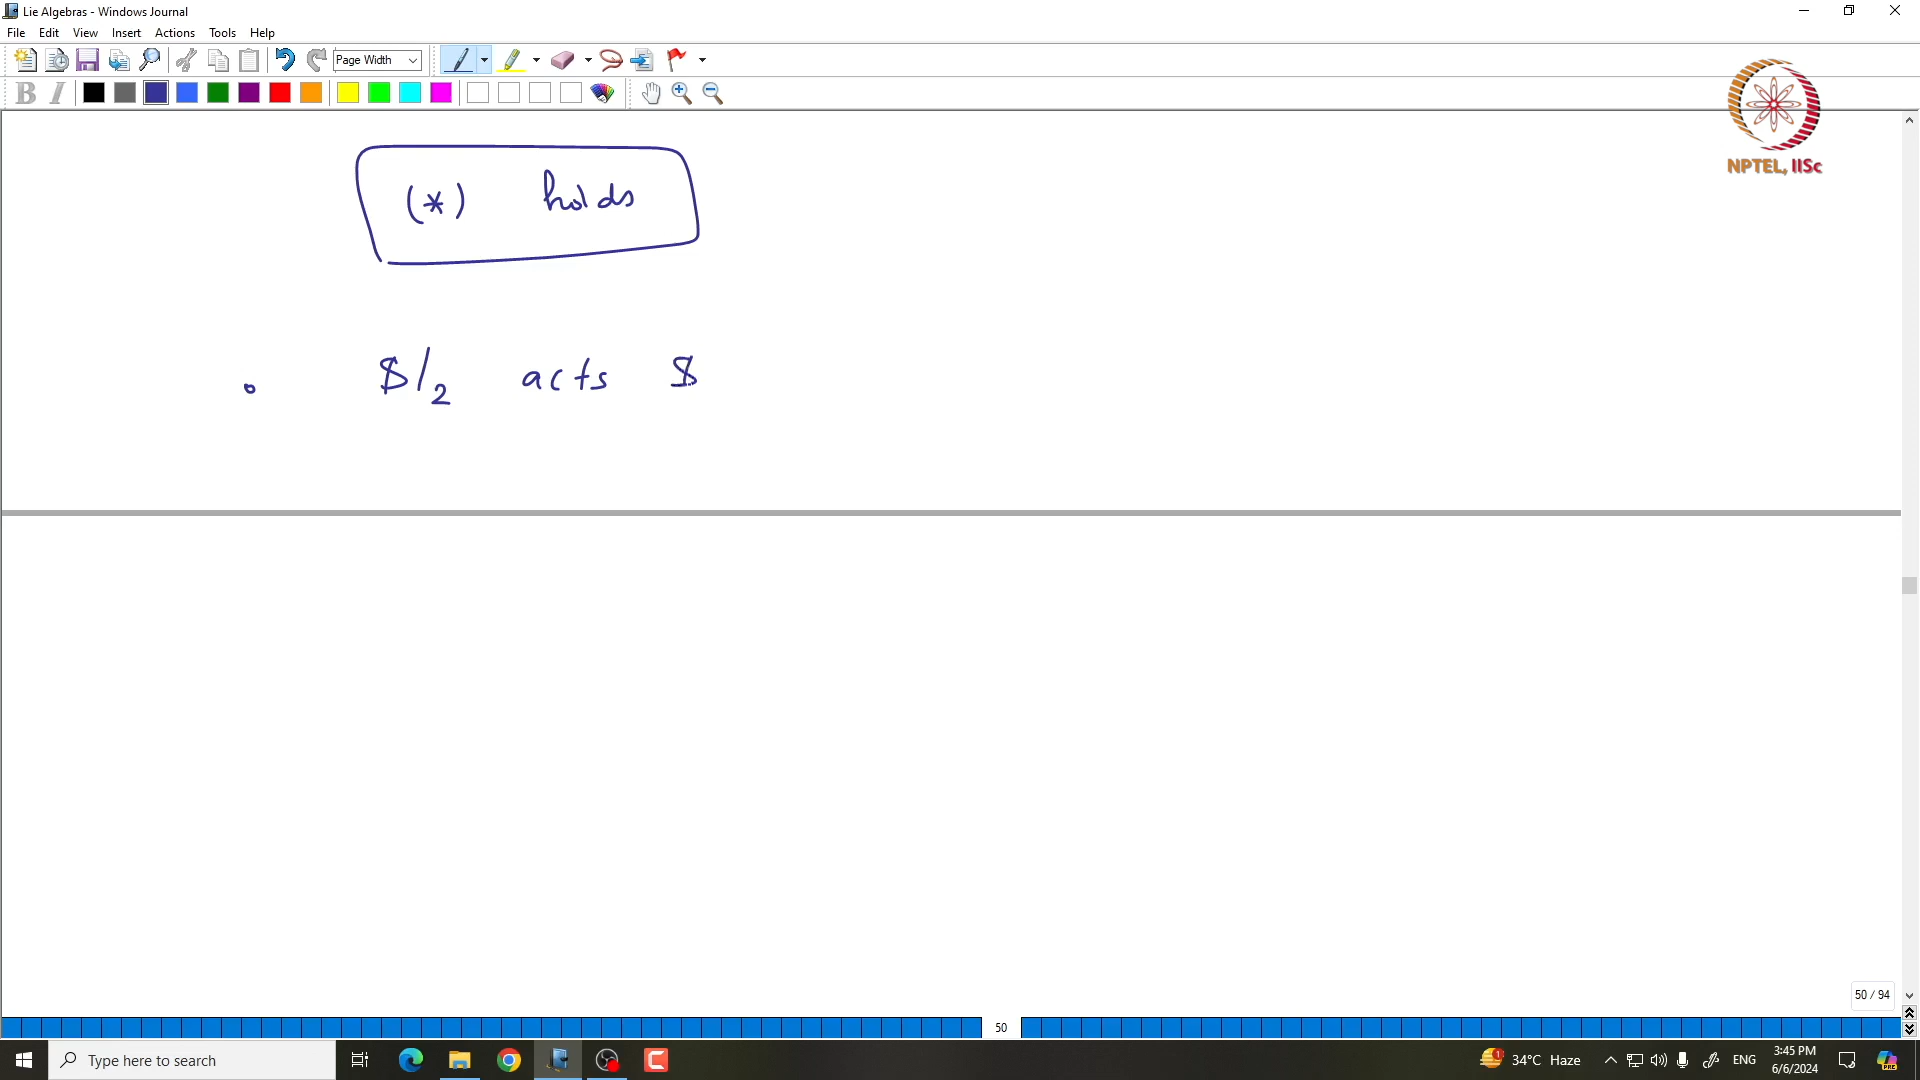 Lie Algebras - Windows Journal
File Edit View Insert Actions Tools Help
Page Width
B I
NPTEL, IISc
(*) holds
$/2 acts $
50 / 94
50
Type here to search
34°C Haze
ENG
3:45 PM
6/6/2024